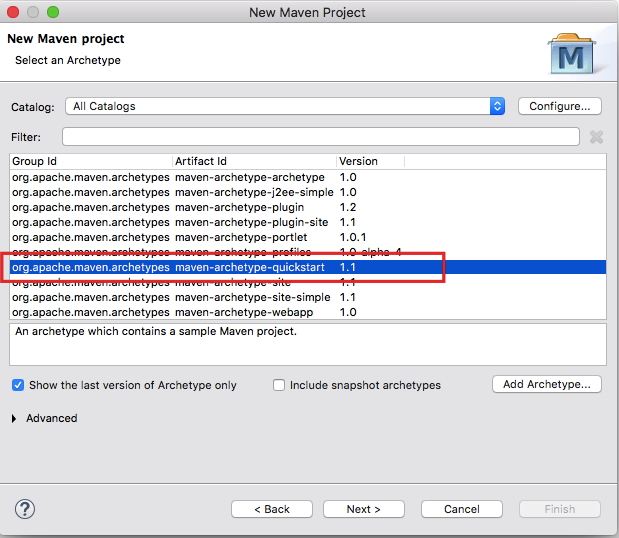 New Maven Project
New Maven project
Select an Archetype
M
Catalog: All Catalogs Configure...
Filter:
Group Id Artifact Id Version
org.apache.maven.archetypes maven-archetype-archetype 1.0
org.apache.maven.archetypes maven-archetype-j2ee-simple 1.0
org.apache.maven.archetypes maven-archetype-plugin 1.2
org.apache.maven.archetypes maven-archetype-plugin-site 1.1
org.apache.maven.archetypes maven-archetype-portlet 1.0.1
org.apache.maven.archetypes maven-archetype-profiles 1.0-alpha-4
org.apache.maven.archetypes maven-archetype-quickstart 1.1
org.apache.maven.archetypes maven-archetype-site 1.1
org.apache.maven.archetypes maven-archetype-site-simple 1.1
org.apache.maven.archetypes maven-archetype-webapp 1.0
An archetype which contains a sample Maven project.
Show the last version of Archetype only Include snapshot archetypes Add Archetype...
Advanced
? < Back Next > Cancel Finish